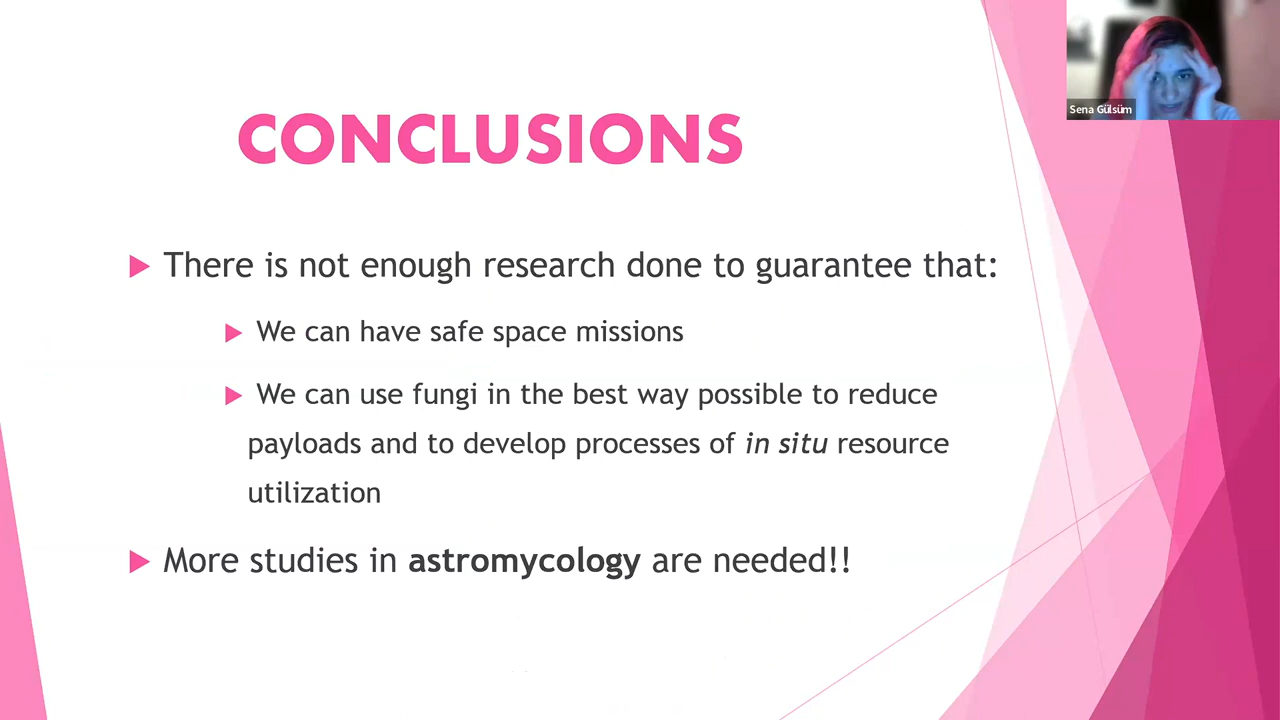 Sena Gülsüm
CONCLUSIONS
There is not enough research done to guarantee that:
We can have safe space missions
We can use fungi in the best way possible to reduce
payloads and to develop processes of in situ resource
utilization
More studies in astromycology are needed!!